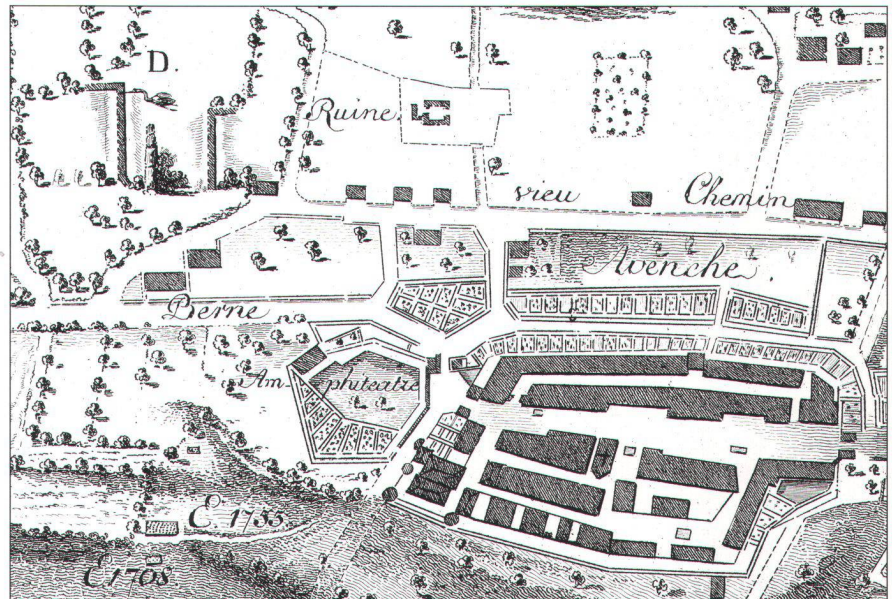 D.
Ruine.
vieu Chemin
Avenche.
Berne
Amphiteatre
E. 1755
E. 1708